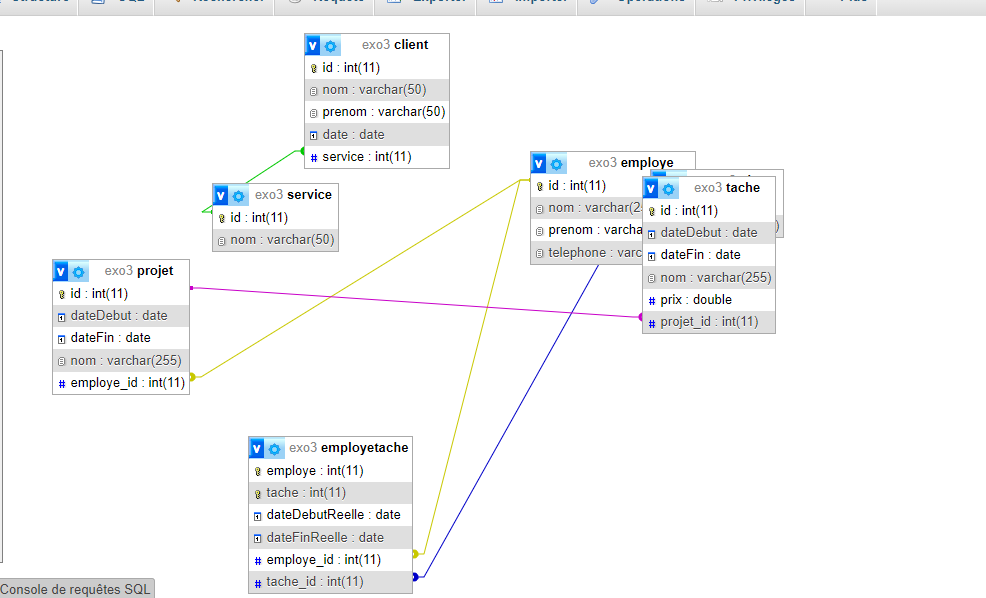 Structure SQL Rechercher Requête Exporter Importer Opérations Privilèges Plus
exo3 client
id : int(11)
nom : varchar(50)
prenom : varchar(50)
date : date
service : int(11)
exo3 service
id : int(11)
nom : varchar(50)
exo3 employe
id : int(11)
nom : varchar(25
prenom : varcha
telephone : varc
exo3 tache
id : int(11)
dateDebut : date
dateFin : date
nom : varchar(255)
prix : double
projet_id : int(11)
)
exo3 projet
id : int(11)
dateDebut : date
dateFin : date
nom : varchar(255)
employe_id : int(11)
exo3 employetache
employe : int(11)
tache : int(11)
dateDebutReelle : date
dateFinReelle : date
employe_id : int(11)
tache_id : int(11)
Console de requêtes SQL